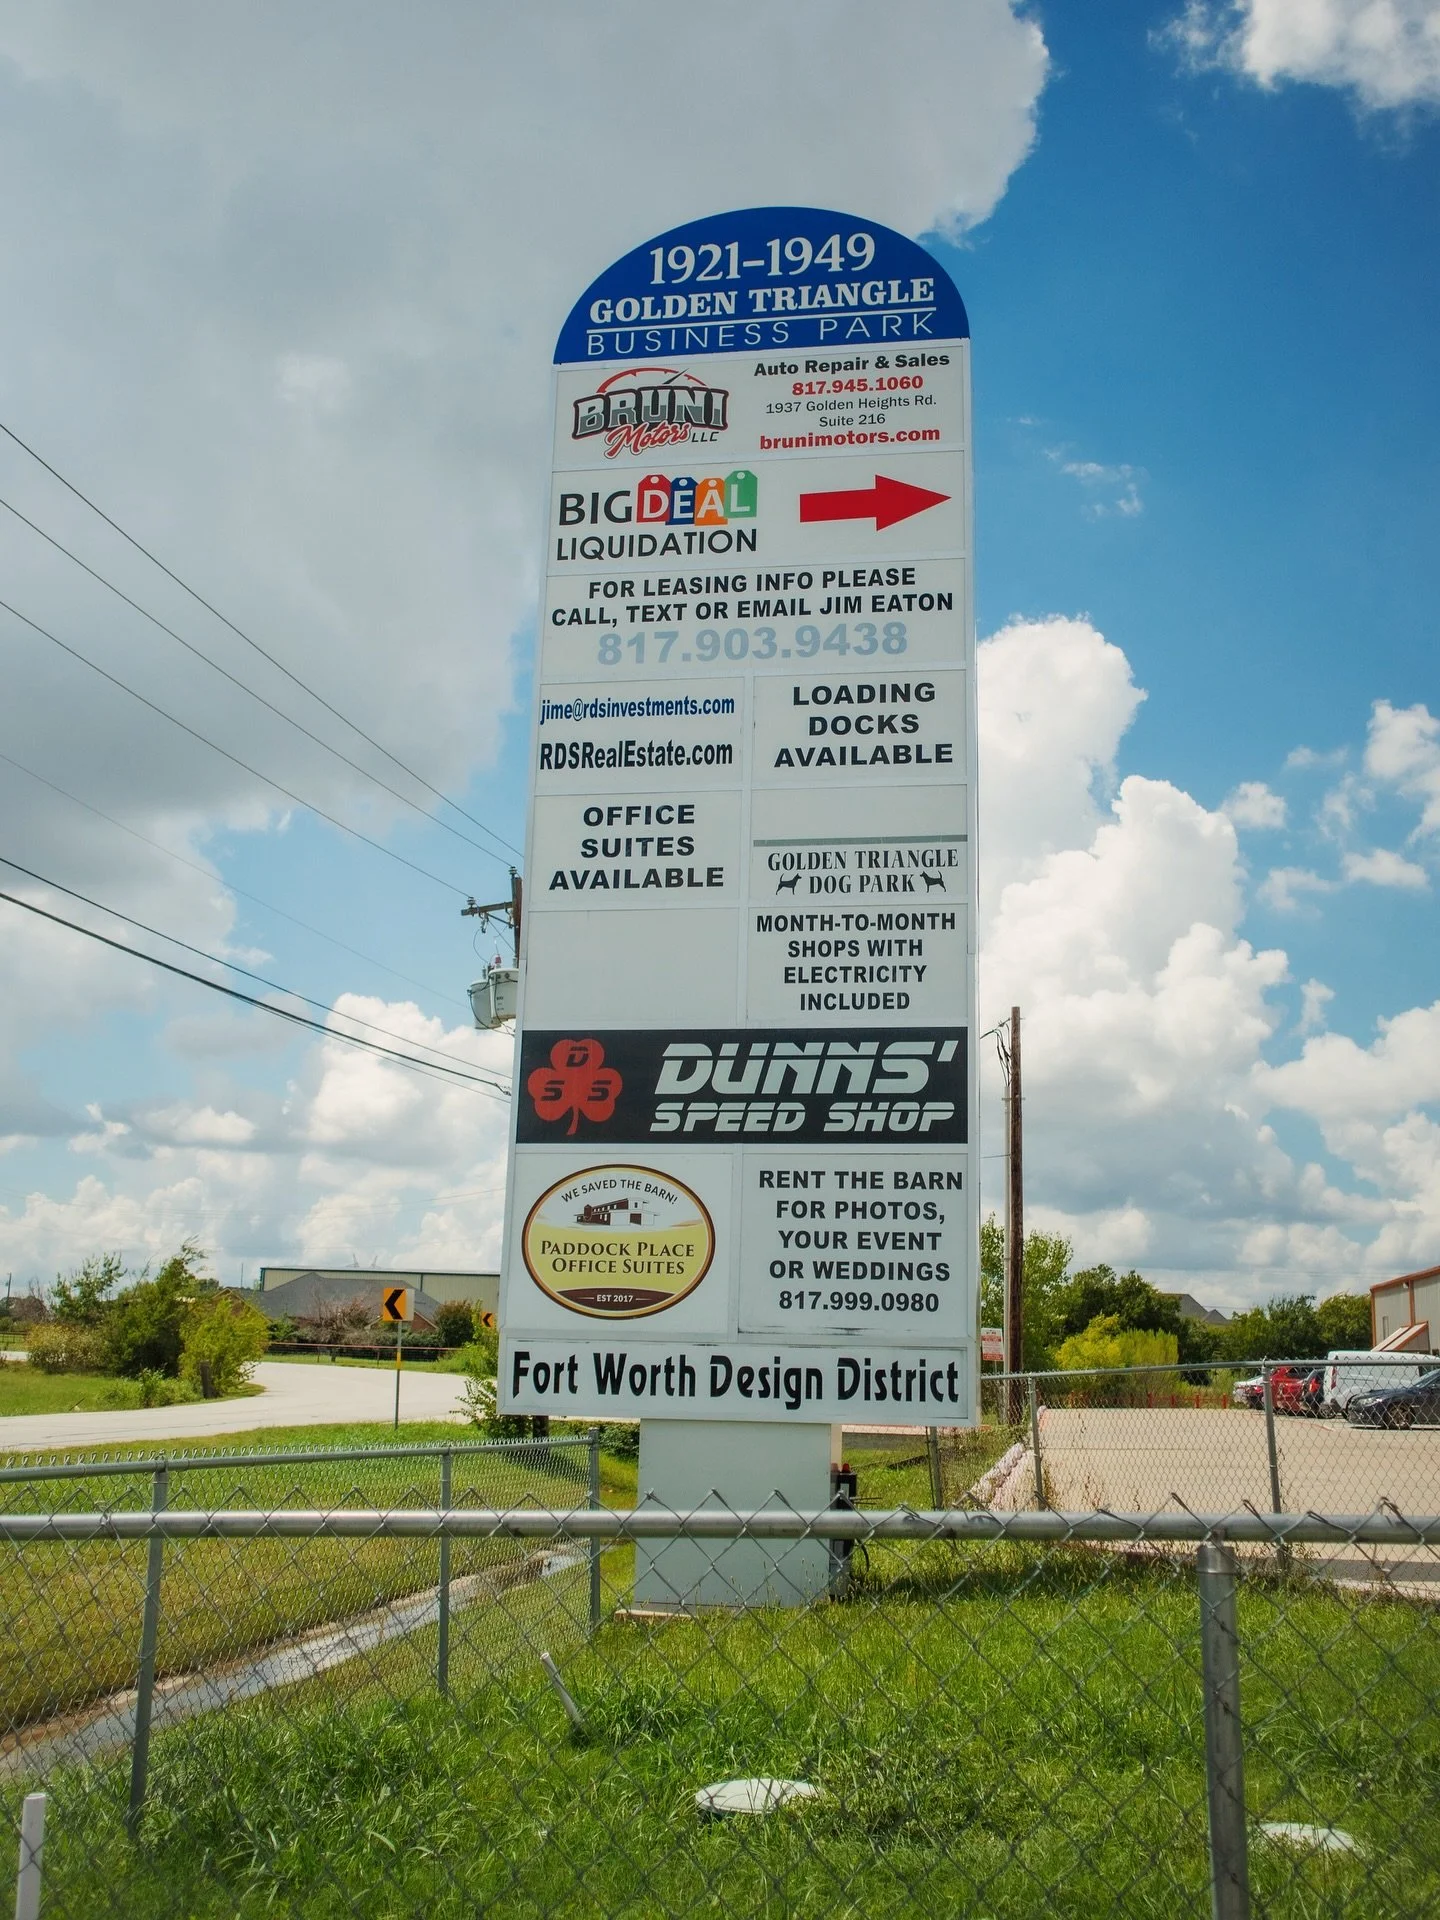 1921-1949
GOLDEN TRIANGLE
BUSINESS PARK
BRUNI
Motors LLC
Auto Repair & Sales
817.945.1060
1937 Golden Heights Rd.
Suite 216
brunimotors.com
BIG DEAL
LIQUIDATION
FOR LEASING INFO PLEASE
CALL, TEXT OR EMAIL JIM EATON
817.903.9438
jime@rdsinvestments.com
RDSRealEstate.com
LOADING
DOCKS
AVAILABLE
OFFICE
SUITES
AVAILABLE
GOLDEN TRIANGLE
DOG PARK
MONTH-TO-MONTH
SHOPS WITH
ELECTRICITY
INCLUDED
D
S S
DUNNS'
SPEED SHOP
WE SAVED THE BARN!
PADDOCK PLACE
OFFICE SUITES
EST 2017
RENT THE BARN
FOR PHOTOS,
YOUR EVENT
OR WEDDINGS
817.999.0980
Fort Worth Design District